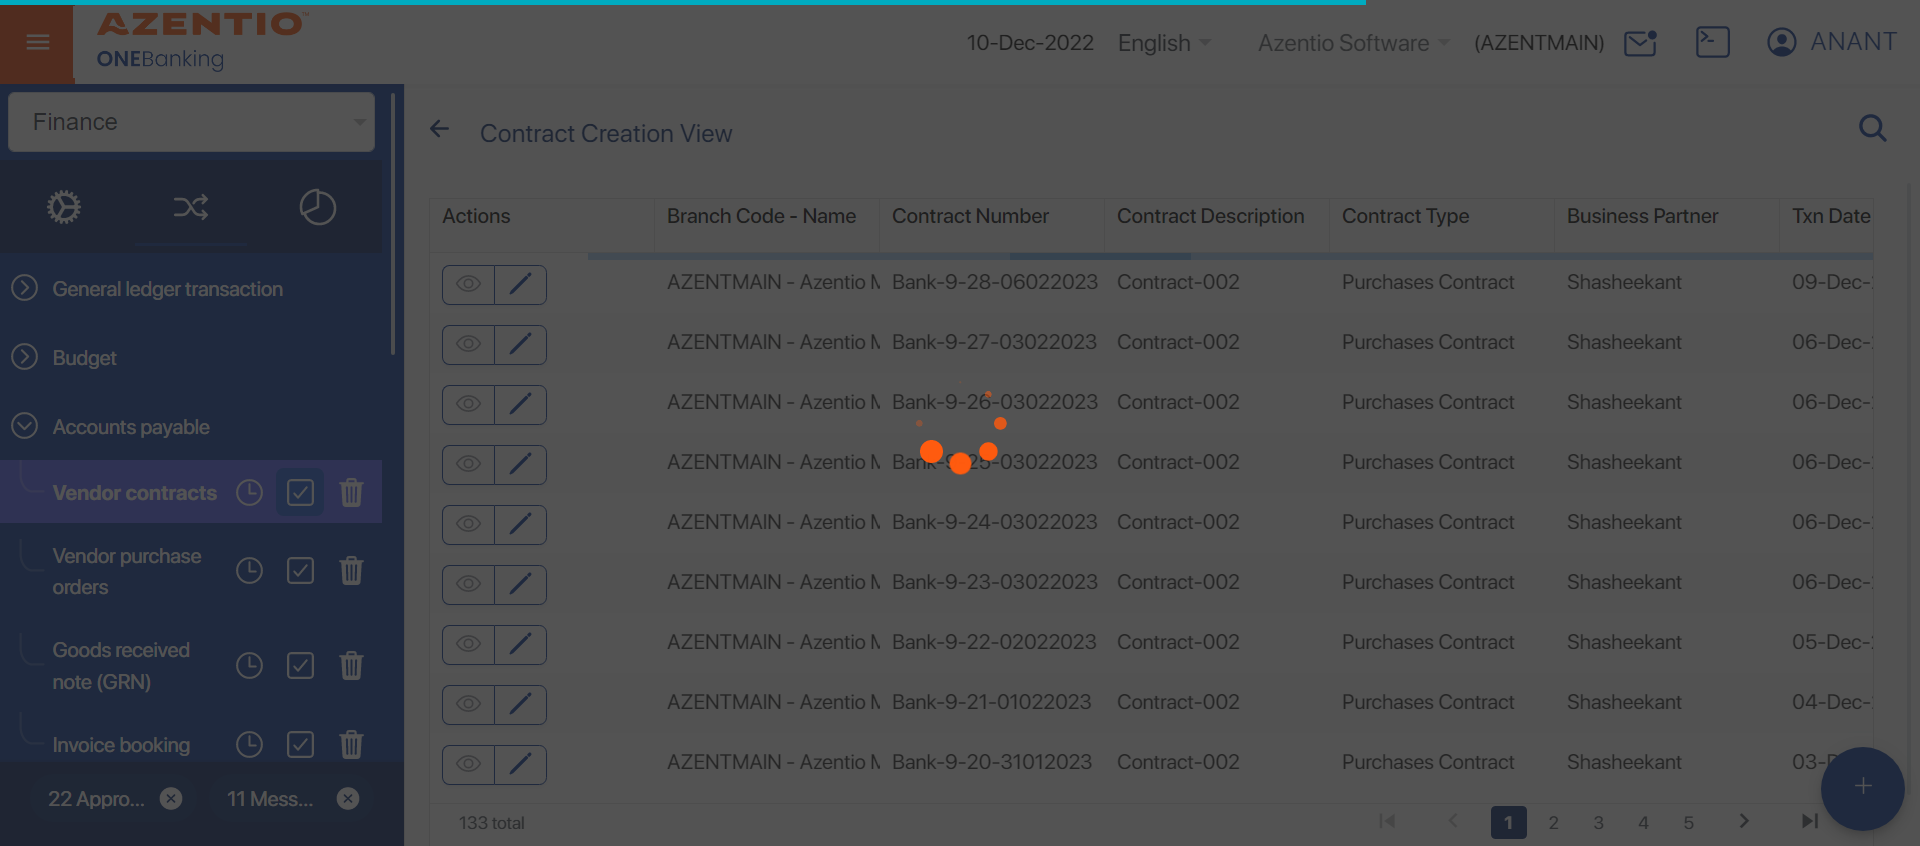 AZENTIO
ONEBanking
10-Dec-2022 English Azentio Software (AZENTMAIN) ANANT
Finance
General ledger transaction
Budget
Accounts payable
Vendor contracts
Vendor purchase
orders
Goods received
note (GRN)
Invoice booking
22 Appro...
11 Mess...
Contract Creation View
Actions Branch Code - Name Contract Number Contract Description Contract Type Business Partner Txn Date
AZENTMAIN - Azentio Bank-9-28-06022023 Contract-002 Purchases Contract Shasheekant 09-Dec-
AZENTMAIN - Azentio Bank-9-27-03022023 Contract-002 Purchases Contract Shasheekant 06-Dec-
AZENTMAIN - Azentio Bank-9-26-03022023 Contract-002 Purchases Contract Shasheekant 06-Dec-
AZENTMAIN - Azentio Bank-9-25-03022023 Contract-002 Purchases Contract Shasheekant 06-Dec-
AZENTMAIN - Azentio Bank-9-24-03022023 Contract-002 Purchases Contract Shasheekant 06-Dec-
AZENTMAIN - Azentio Bank-9-23-03022023 Contract-002 Purchases Contract Shasheekant 06-Dec-
AZENTMAIN - Azentio Bank-9-22-02022023 Contract-002 Purchases Contract Shasheekant 05-Dec-
AZENTMAIN - Azentio Bank-9-21-01022023 Contract-002 Purchases Contract Shasheekant 04-Dec-
AZENTMAIN - Azentio Bank-9-20-31012023 Contract-002 Purchases Contract Shasheekant 03-
133 total
1 2 3 4 5